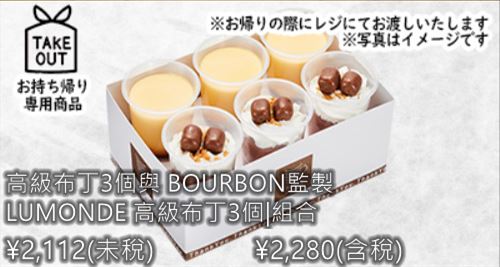 TAKE
OUT
お持ち帰り
専用商品
※お帰りの際にレジにてお渡しいたします
※写真はイメージです
高級布丁3個與 BOURBON監製
LUMONDE 高級布丁3個|組合
¥2,112(未稅)
¥2,280(含稅)